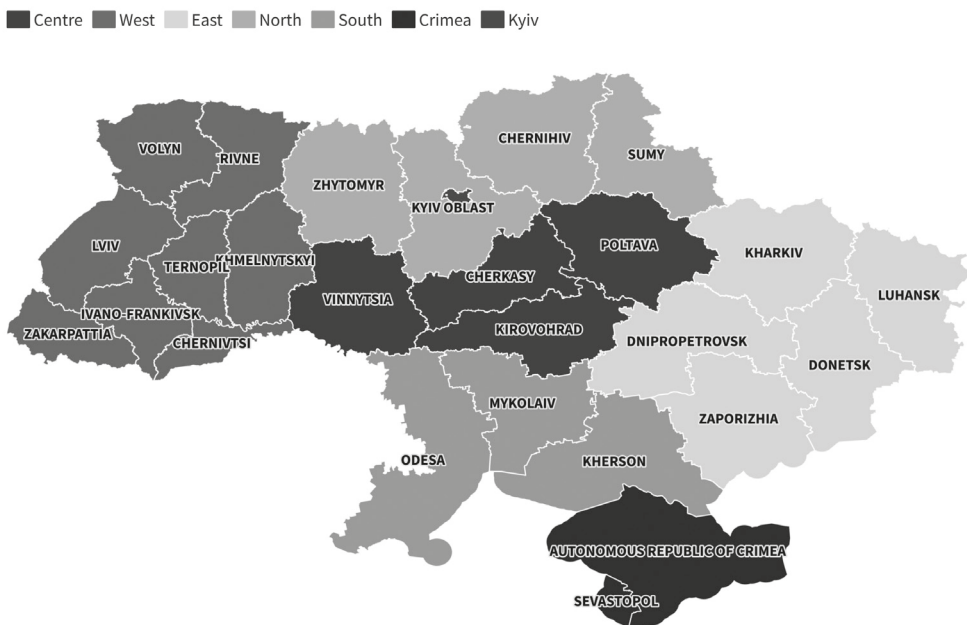 Centre West East North South Crimea Kyiv
CHERNIHIV
VOLYN
RIVNE
SUMY
ZHYTOMYR
KYIV OBLAST
LVIV
POLTAVA
KHARKIV
TERNOPIL
KHMELNYTSKYI
CHERKASY
LUHANSK
VINNYTSIA
IVANO-FRANKIVSK
KIROVOHRAD
ZAKARPATTIA
CHERNIVTSI
DNIPROPETROVSK
DONETSK
MYKOLAIV
ZAPORIZHIA
ODESA
KHERSON
AUTONOMOUS REPUBLIC OF CRIMEA
SEVASTOPOL